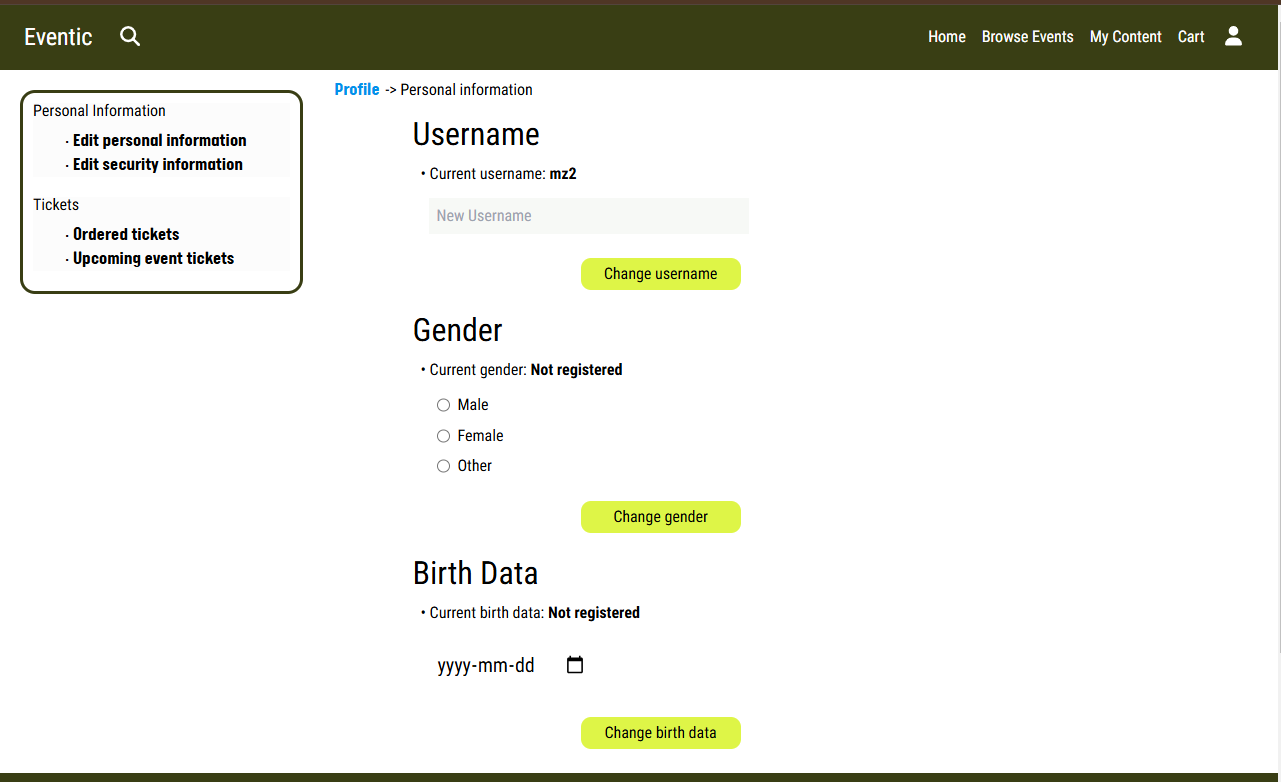 Eventic
Home Browse Events My Content Cart
Personal Information
· Edit personal information
· Edit security information
Tickets
· Ordered tickets
· Upcoming event tickets
Profile -> Personal information
Username
• Current username: mz2
New Username
Change username
Gender
• Current gender: Not registered
Male
Female
Other
Change gender
Birth Data
• Current birth data: Not registered
yyyy-mm-dd
Change birth data